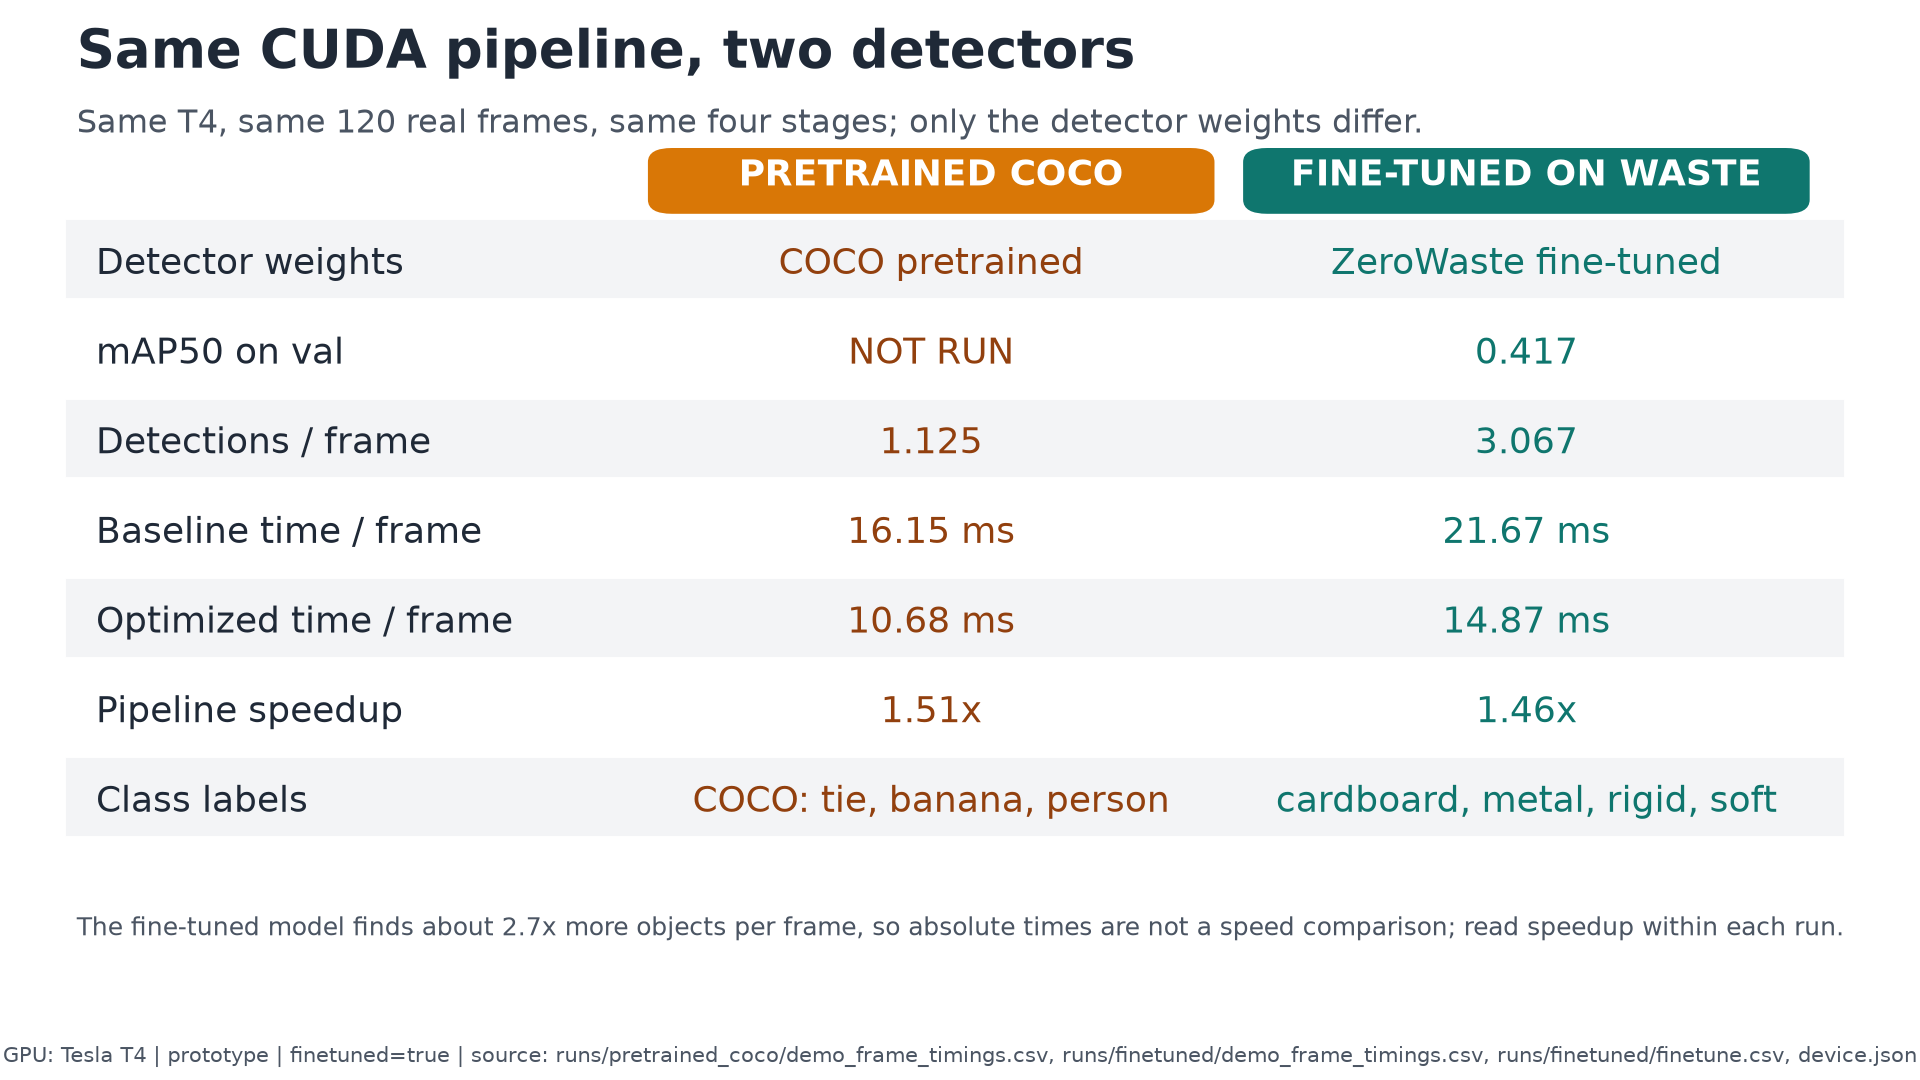 Same CUDA pipeline, two detectors
Same T4, same 120 real frames, same four stages; only the detector weights differ.
PRETRAINED COCO FINE-TUNED ON WASTE
Detector weights COCO pretrained ZeroWaste fine-tuned
mAP50 on val NOT RUN 0.417
Detections / frame 1.125 3.067
Baseline time / frame 16.15 ms 21.67 ms
Optimized time / frame 10.68 ms 14.87 ms
Pipeline speedup 1.51x 1.46x
Class labels COCO: tie, banana, person cardboard, metal, rigid, soft
The fine-tuned model finds about 2.7x more objects per frame, so absolute times are not a speed comparison; read speedup within each run.
GPU: Tesla T4 | prototype | finetuned=true | source: runs/pretrained_coco/demo_frame_timings.csv, runs/finetuned/demo_frame_timings.csv, runs/finetuned/finetune.csv, device.json